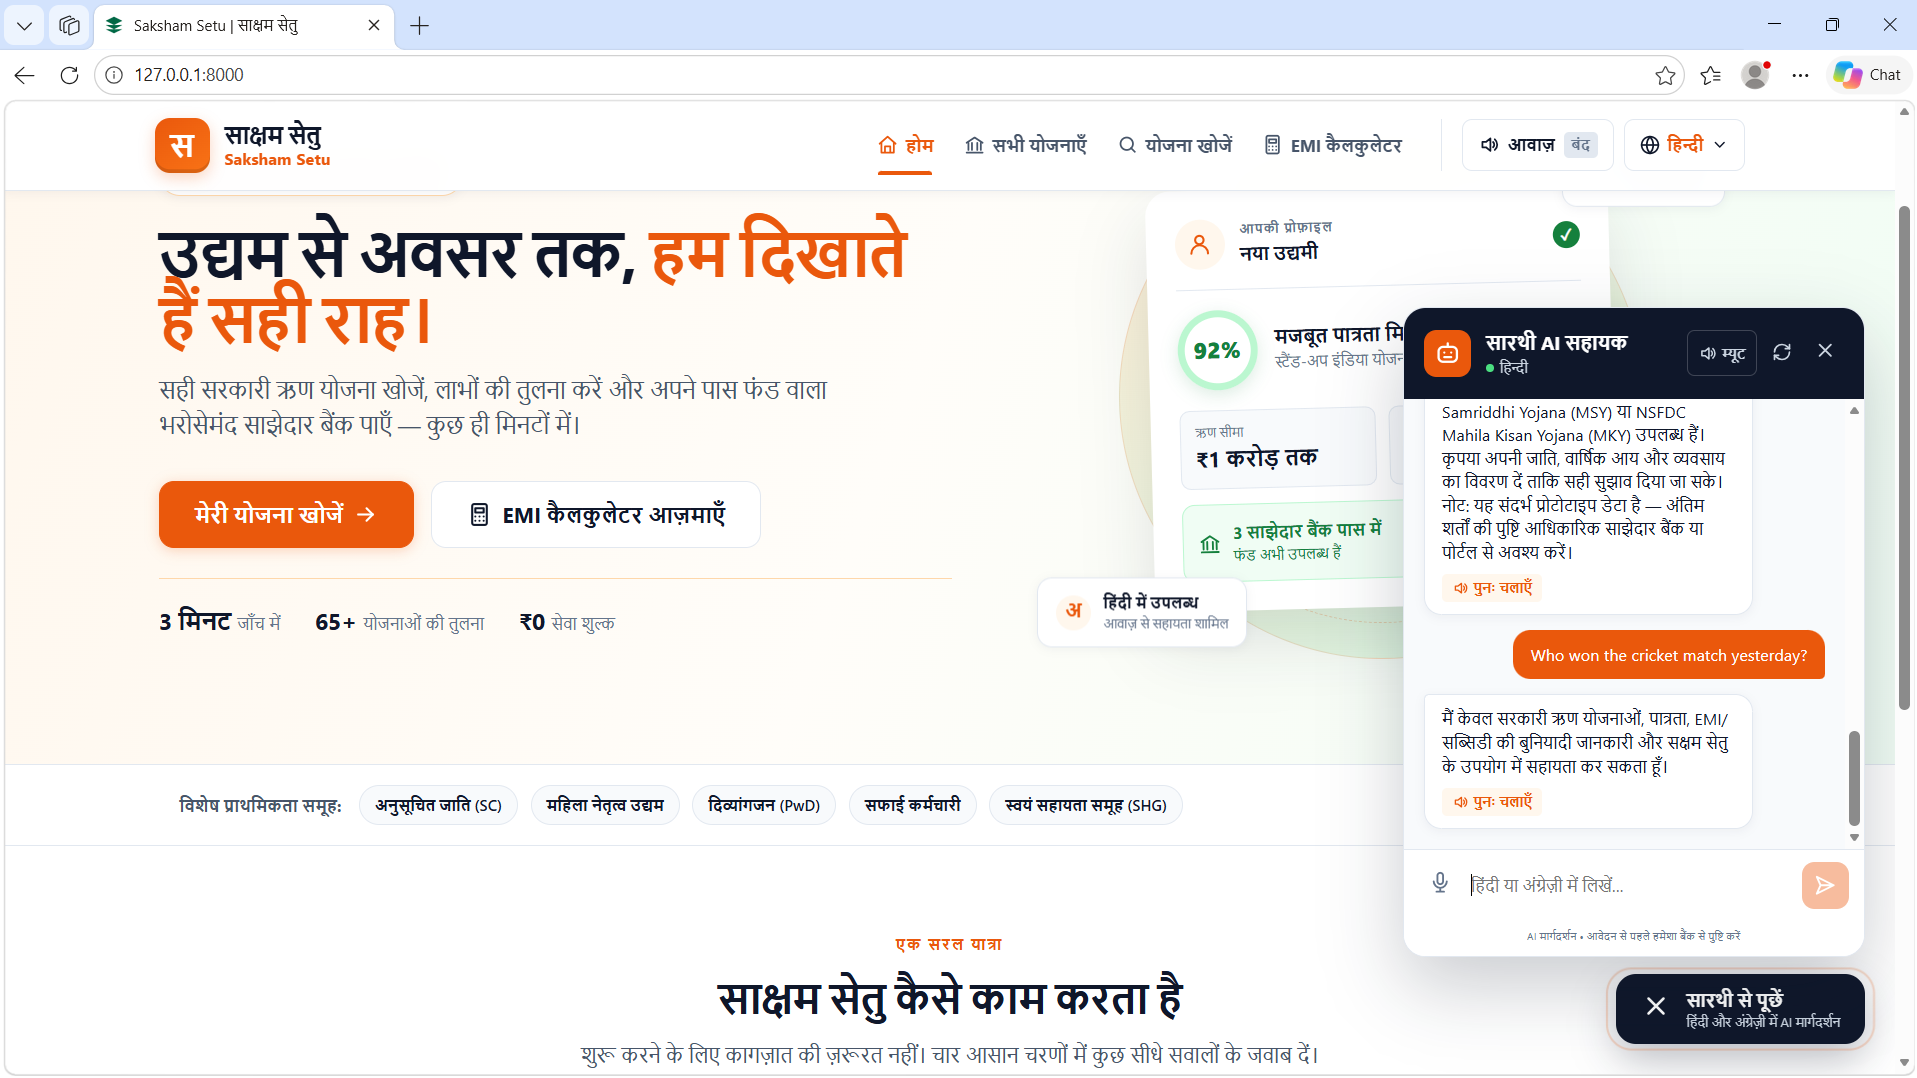 Saksham Setu | साक्षम सेतु
127.0.0.1:8000
Chat
स
साक्षम सेतु
Saksham Setu
होम
सभी योजनाएँ
योजना खोजें
EMI कैलकुलेटर
आवाज़ बंद
हिन्दी
उद्यम से अवसर तक, हम दिखाते
हैं सही राह।
सही सरकारी ऋण योजना खोजें, लाभों की तुलना करें और अपने पास फंड वाला
भरोसेमंद साझेदार बैंक पाएँ — कुछ ही मिनटों में।
मेरी योजना खोजें
EMI कैलकुलेटर आज़माएँ
3 मिनट जाँच में
65+ योजनाओं की तुलना
₹0 सेवा शुल्क
आपकी प्रोफ़ाइल
नया उद्यमी
92%
मजबूत पात्रता मि
स्टैंड-अप इंडिया योजन
ऋण सीमा
₹1 करोड़ तक
3 साझेदार बैंक पास में
फंड अभी उपलब्ध हैं
अ
हिंदी में उपलब्ध
आवाज़ से सहायता शामिल
विशेष प्राथमिकता समूह:
अनुसूचित जाति (SC)
महिला नेतृत्व उद्यम
दिव्यांगजन (PwD)
सफाई कर्मचारी
स्वयं सहायता समूह (SHG)
एक सरल यात्रा
साक्षम सेतु कैसे काम करता है
शुरू करने के लिए कागज़ात की ज़रूरत नहीं। चार आसान चरणों में कुछ सीधे सवालों के जवाब दें।
सारथी AI सहायक
हिन्दी
म्यूट
Samriddhi Yojana (MSY) या NSFDC
Mahila Kisan Yojana (MKY) उपलब्ध हैं।
कृपया अपनी जाति, वार्षिक आय और व्यवसाय
का विवरण दें ताकि सही सुझाव दिया जा सके।
नोट: यह संदर्भ प्रोटोटाइप डेटा है — अंतिम
शर्तों की पुष्टि आधिकारिक साझेदार बैंक या
पोर्टल से अवश्य करें।
पुनः चलाएँ
Who won the cricket match yesterday?
मैं केवल सरकारी ऋण योजनाओं, पात्रता, EMI/
सब्सिडी की बुनियादी जानकारी और सक्षम सेतु
के उपयोग में सहायता कर सकता हूँ।
पुनः चलाएँ
हिंदी या अंग्रेज़ी में लिखें...
AI मार्गदर्शन • आवेदन से पहले हमेशा बैंक से पुष्टि करें
सारथी से पूछें
हिंदी और अंग्रेज़ी में AI मार्गदर्शन